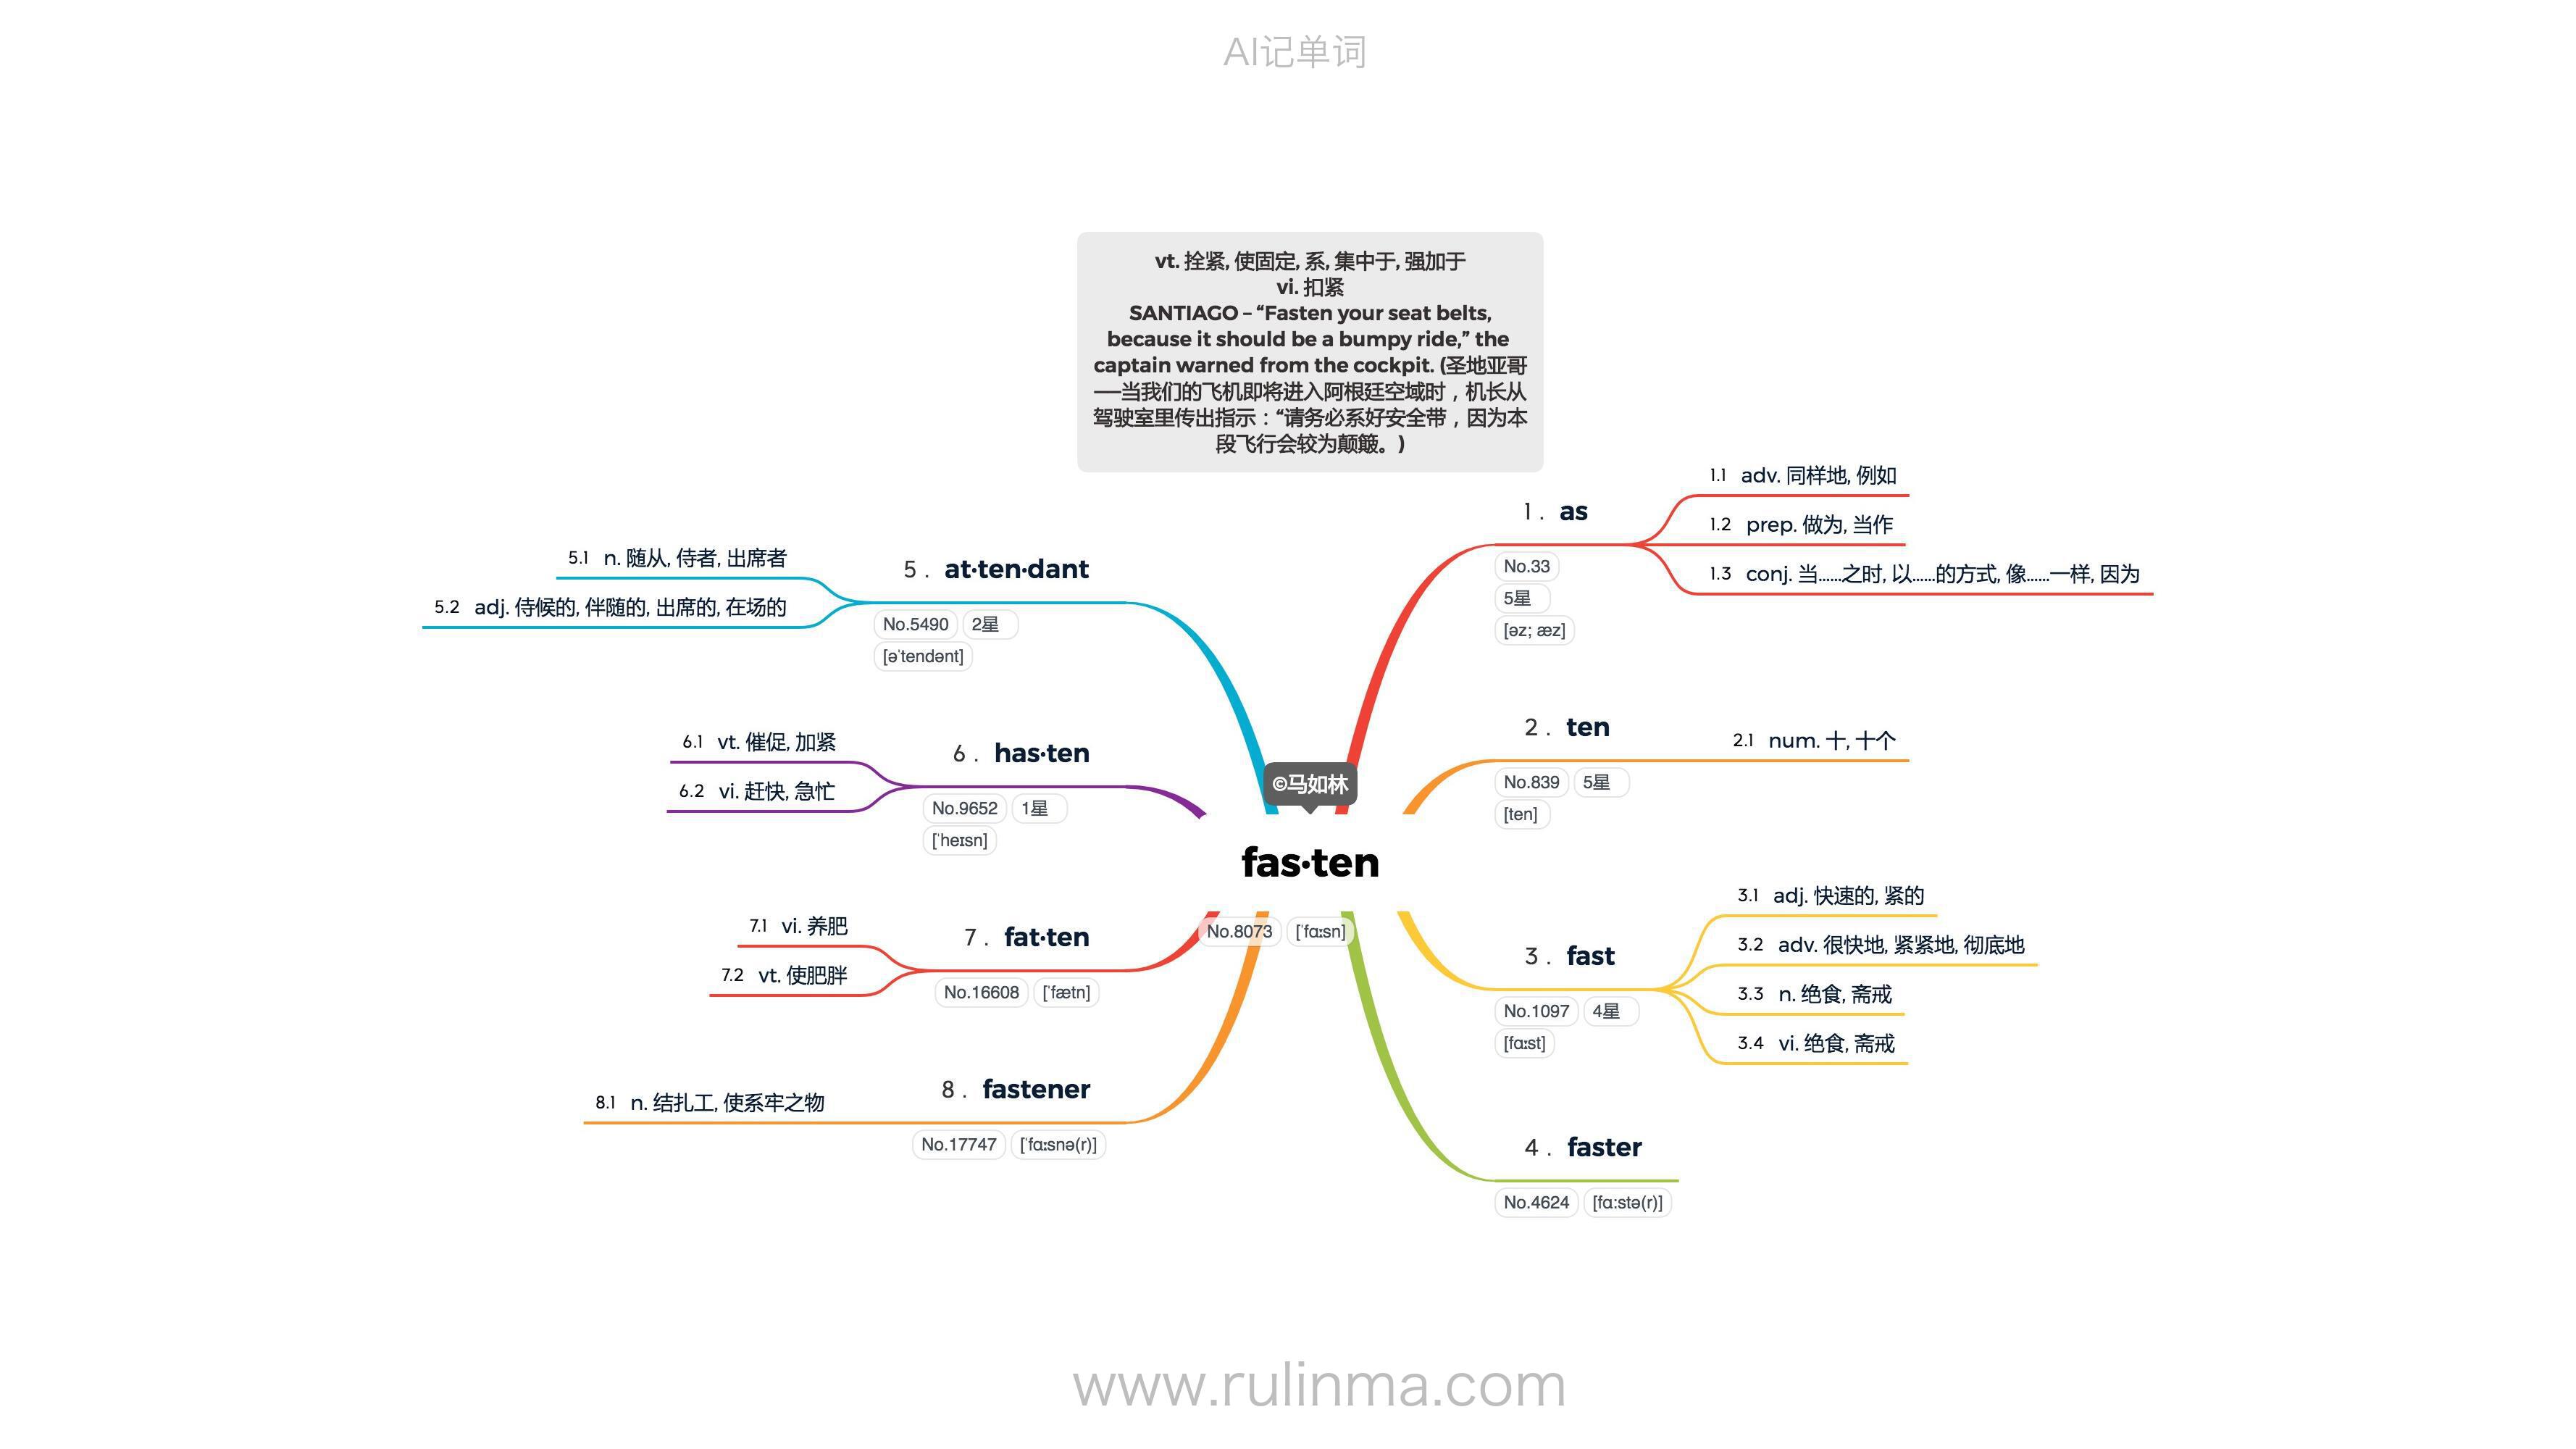 AI记单词
vt. 拴紧, 使固定, 系, 集中于, 强加于
vi. 扣紧
SANTIAGO – “Fasten your seat belts,
because it should be a bumpy ride,” the
captain warned from the cockpit. (圣地亚哥
──当我们的飞机即将进入阿根廷空域时，机长从
驾驶室里传出指示：“请务必系好安全带，因为本
段飞行会较为颠簸。)
©马如林
fas·ten
No.8073 [ˈfɑːsn]
1 . as
No.33
5星
[əz; æz]
1.1 adv. 同样地, 例如
1.2 prep. 做为, 当作
1.3 conj. 当......之时, 以......的方式, 像......一样, 因为
2 . ten
No.839 5星
[ten]
2.1 num. 十, 十个
3 . fast
No.1097 4星
[fɑːst]
3.1 adj. 快速的, 紧的
3.2 adv. 很快地, 紧紧地, 彻底地
3.3 n. 绝食, 斋戒
3.4 vi. 绝食, 斋戒
4 . faster
No.4624 [fɑ:stə(r)]
5 . at·ten·dant
No.5490 2星
[əˈtendənt]
5.1 n. 随从, 侍者, 出席者
5.2 adj. 侍候的, 伴随的, 出席的, 在场的
6 . has·ten
No.9652 1星
[ˈheɪsn]
6.1 vt. 催促, 加紧
6.2 vi. 赶快, 急忙
7 . fat·ten
No.16608 [ˈfætn]
7.1 vi. 养肥
7.2 vt. 使肥胖
8 . fastener
No.17747 [ˈfɑːsnə(r)]
8.1 n. 结扎工, 使系牢之物
www.rulinma.com